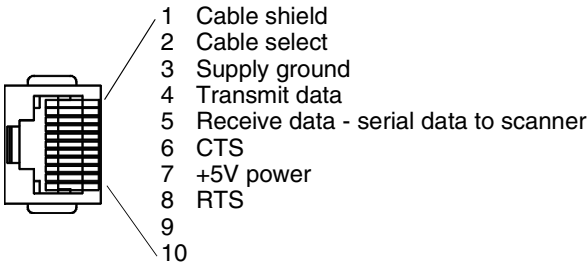 1 Cable shield
2 Cable select
3 Supply ground
4 Transmit data
5 Receive data - serial data to scanner
6 CTS
7 +5V power
8 RTS
9
10